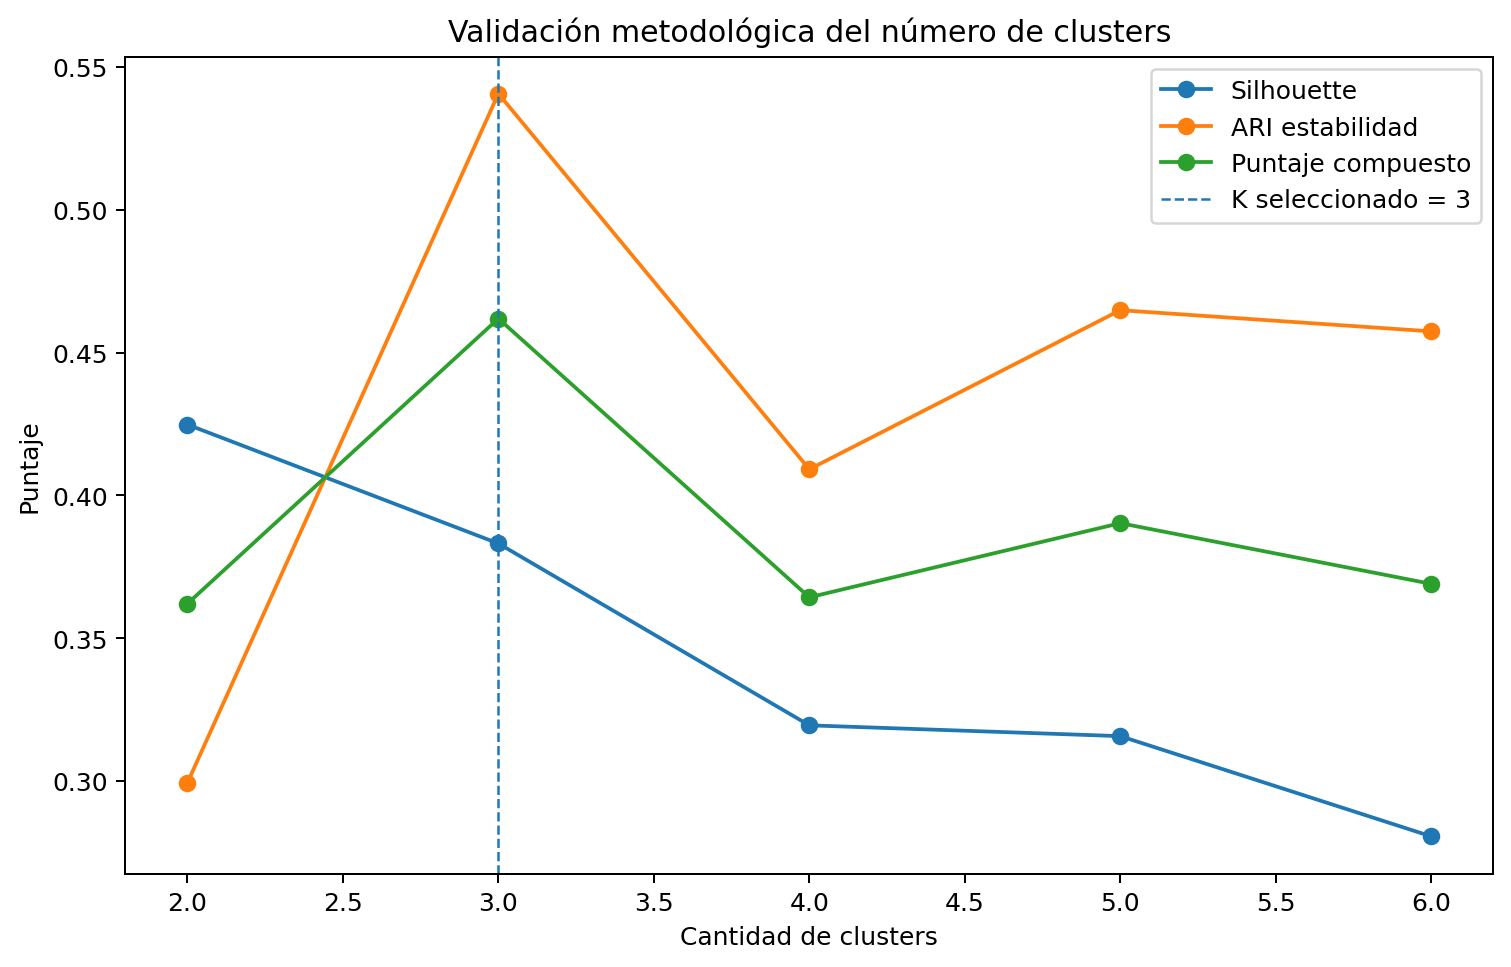 Validación metodológica del número de clusters
Silhouette
ARI estabilidad
Puntaje compuesto
K seleccionado = 3
0.55
0.50
0.45
0.40
0.35
0.30
Puntaje
2.0 2.5 3.0 3.5 4.0 4.5 5.0 5.5 6.0
Cantidad de clusters